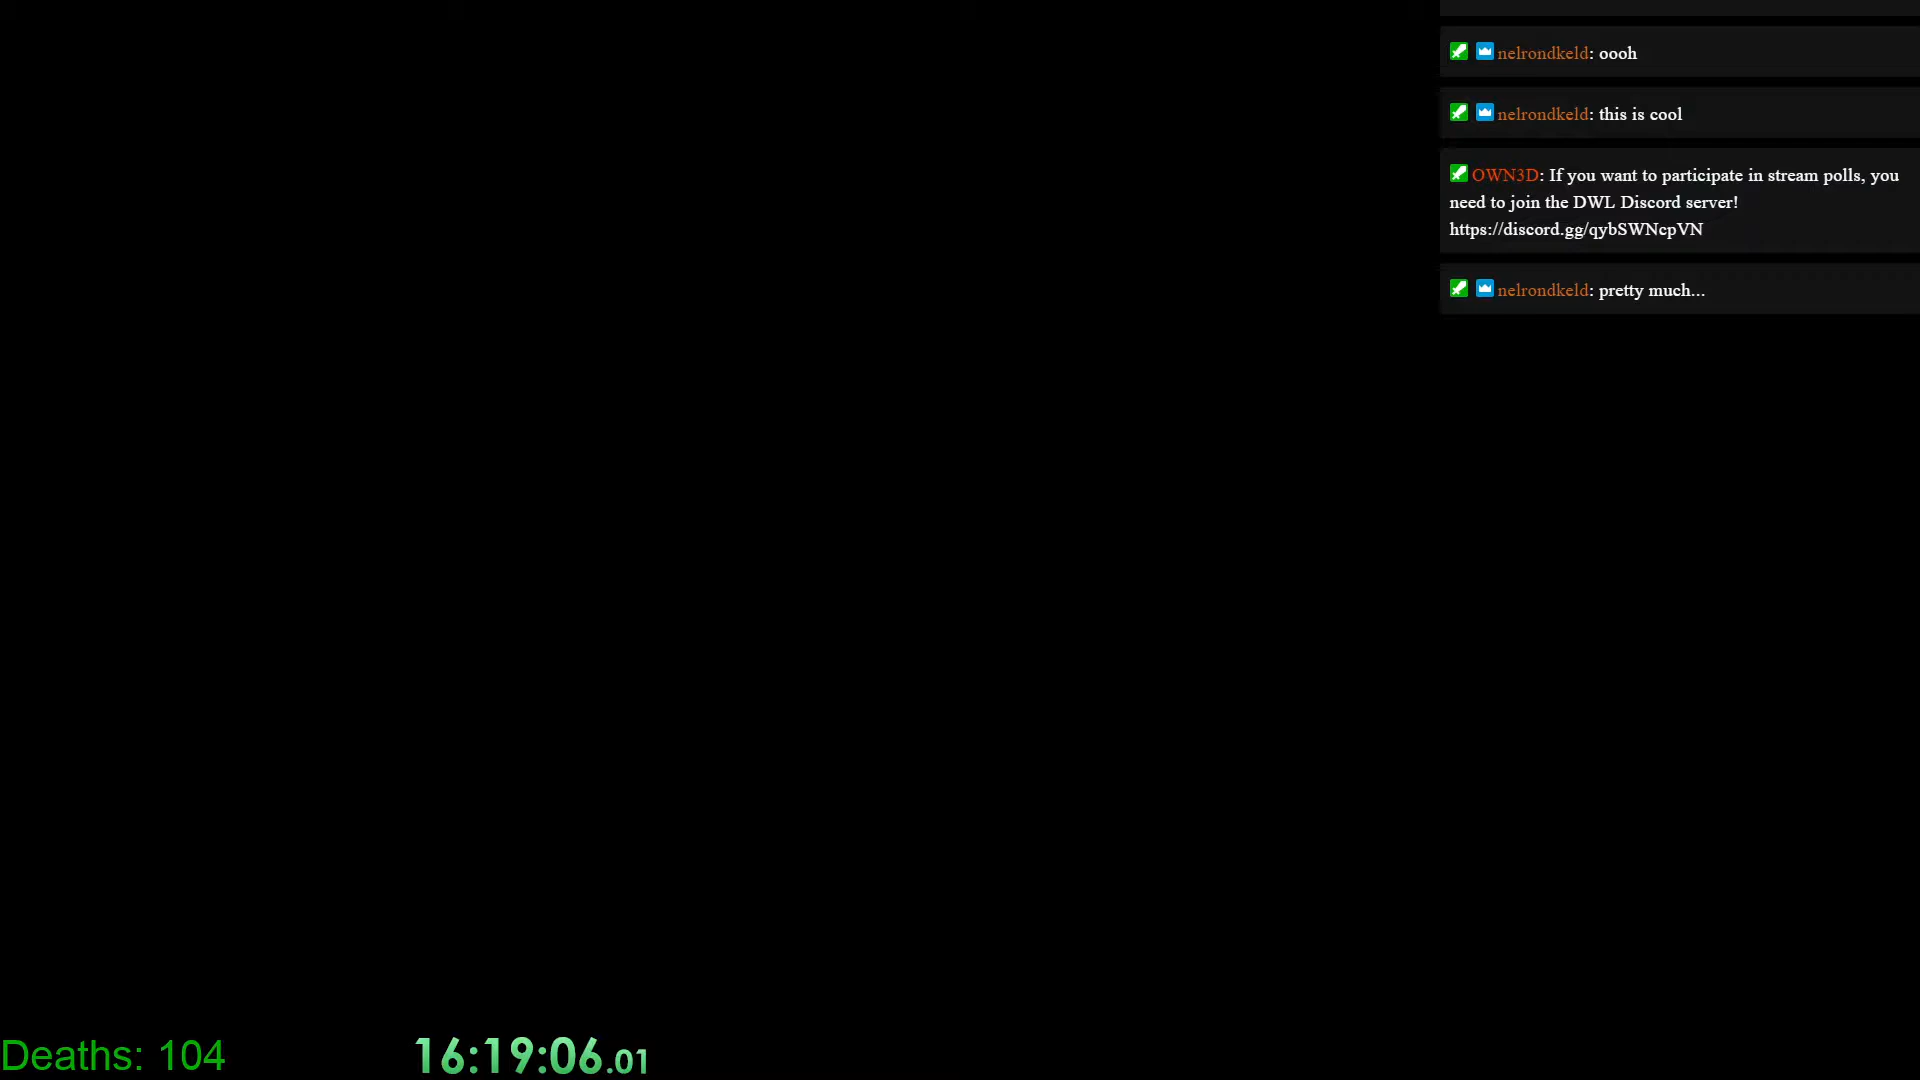 nelrondkeld: oooh
nelrondkeld: this is cool
OWN3D: If you want to participate in stream polls, you
need to join the DWL Discord server!
https://discord.gg/qybSWNcpVN
nelrondkeld: pretty much...
Deaths: 104
16:19:06.01